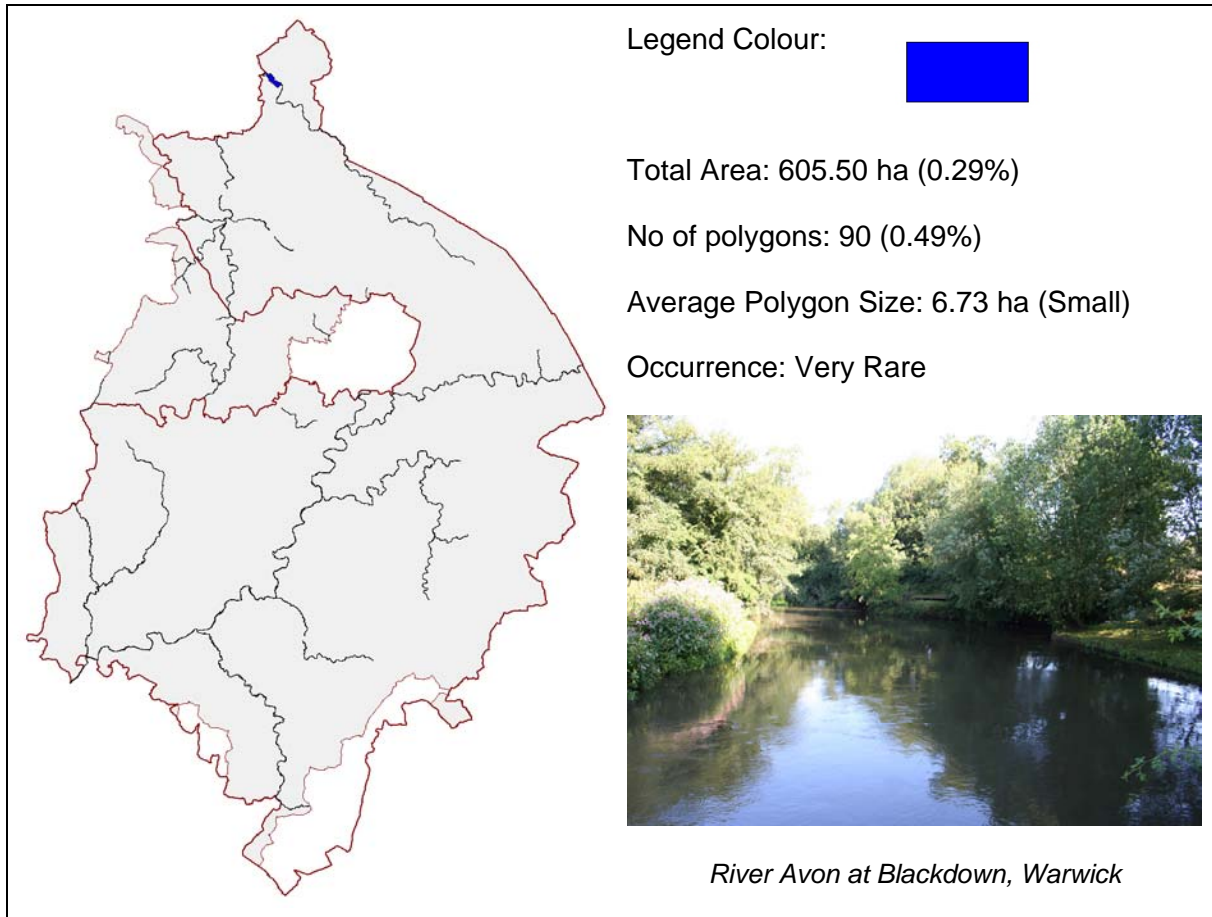 Legend Colour:
Total Area: 605.50 ha (0.29%)
No of polygons: 90 (0.49%)
Average Polygon Size: 6.73 ha (Small)
Occurrence: Very Rare
River Avon at Blackdown, Warwick